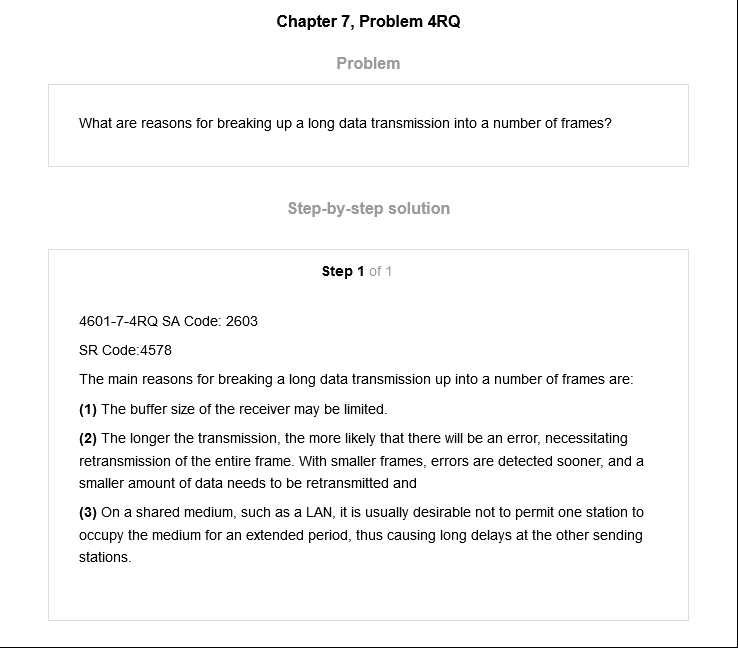 Chapter 7, Problem 4RQ
Problem
What are reasons for breaking up a long data transmission into a number of frames?
Step-by-step solution
Step 1 of 1
4601-7-4RQ SA Code: 2603
SR Code:4578
The main reasons for breaking a long data transmission up into a number of frames are:
(1) The buffer size of the receiver may be limited.
(2) The longer the transmission, the more likely that there will be an error, necessitating
retransmission of the entire frame. With smaller frames, errors are detected sooner, and a
smaller amount of data needs to be retransmitted and
(3) On a shared medium, such as a LAN, it is usually desirable not to permit one station to
occupy the medium for an extended period, thus causing long delays at the other sending
stations.